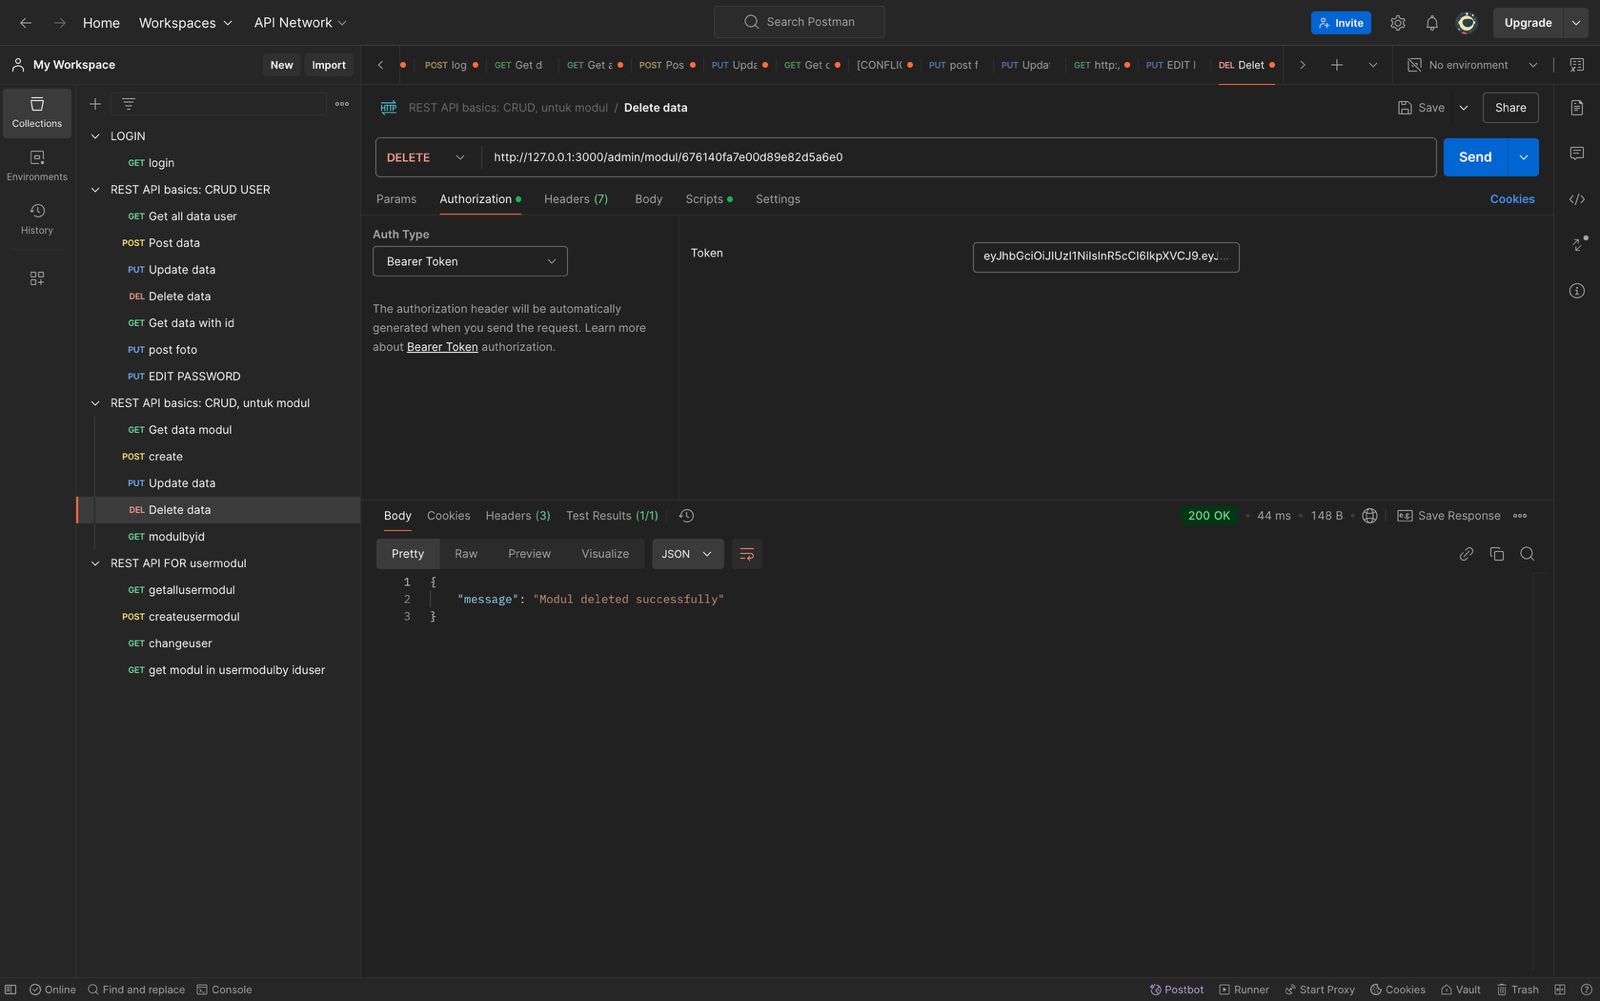 Home Workspaces API Network Search Postman Invite Upgrade
My Workspace New Import POST log GET Get d GET Get a POST Pos PUT Upda GET Get c [CONFLIC PUT post f PUT Updat GET http:, PUT EDIT DEL Delet No environment
Collections
Environments
History
LOGIN
GET login
REST API basics: CRUD USER
GET Get all data user
POST Post data
PUT Update data
DEL Delete data
GET Get data with id
PUT post foto
PUT EDIT PASSWORD
REST API basics: CRUD, untuk modul
GET Get data modul
POST create
PUT Update data
DEL Delete data
GET modulbyid
REST API FOR usermodul
GET getallusermodul
POST createusermodul
GET changeuser
GET get modul in usermodulby iduser
HTTP REST API basics: CRUD, untuk modul / Delete data Save Share
DELETE http://127.0.0.1:3000/admin/modul/676140fa7e00d89e82d5a6e0 Send
Params Authorization Headers (7) Body Scripts Settings Cookies
Auth Type
Bearer Token
The authorization header will be automatically
generated when you send the request. Learn more
about Bearer Token authorization.
Token eyJhbGciOiJIUzI1NiIsInR5cCI6IkpXVCJ9.eyJ...
Body Cookies Headers (3) Test Results (1/1) 200 OK 44 ms 148 B e.g. Save Response
Pretty Raw Preview Visualize JSON
1 {
2 "message": "Modul deleted successfully"
3 }
Online Find and replace Console Postbot Runner Start Proxy Cookies Vault Trash